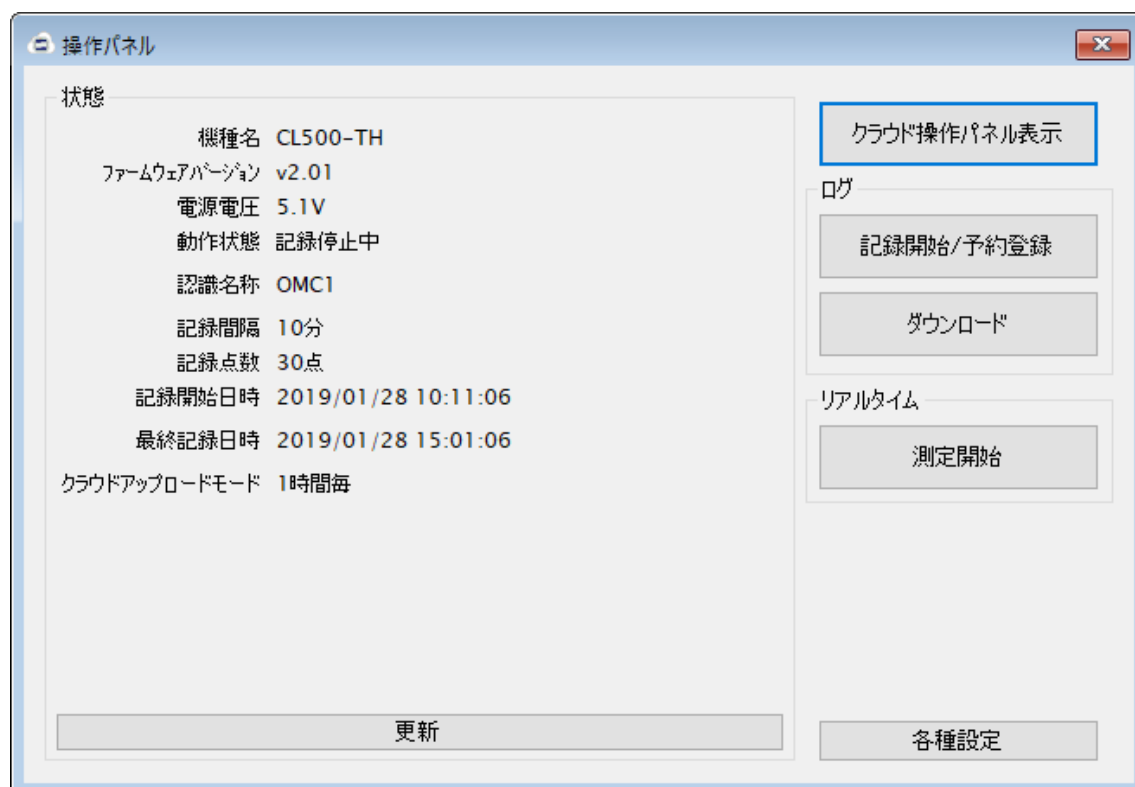 操作パネル
状態
機種名 CL500-TH
ファームウェアバージョン v2.01
電源電圧 5.1V
動作状態 記録停止中
認識名称 OMC1
記録間隔 10分
記録点数 30点
記録開始日時 2019/01/28 10:11:06
最終記録日時 2019/01/28 15:01:06
クラウドアップロードモード 1時間毎
更新
クラウド操作パネル表示
ログ
記録開始/予約登録
ダウンロード
リアルタイム
測定開始
各種設定